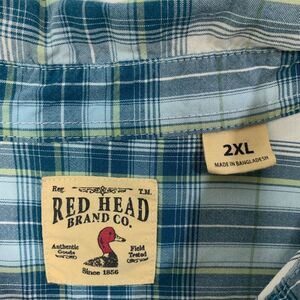 2XL
MADE IN BANGLADESH
Reg. T.M.
RED HEAD
BRAND CO.
Authentic Goods
Field Tested
Since 1856